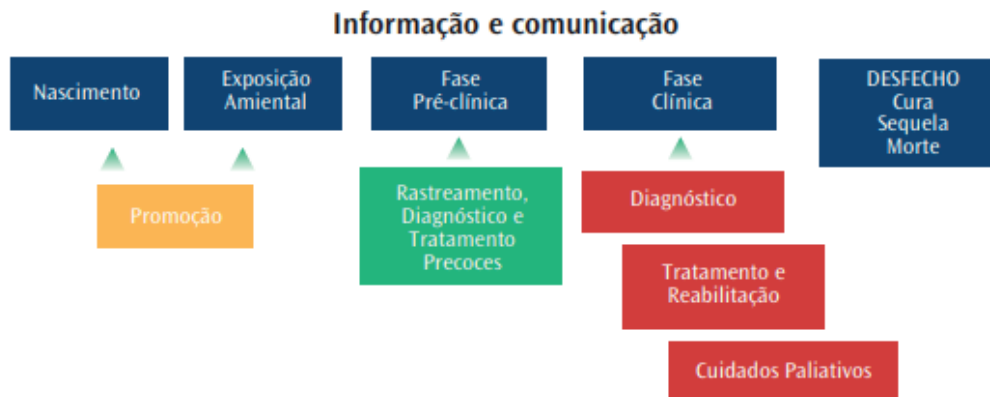 Informação e comunicação
Nascimento
Exposição
Amiental
Fase
Pré-clínica
Fase
Clínica
DESFECHO
Cura
Sequela
Morte
Promoção
Rastreamento,
Diagnóstico e
Tratamento
Precoces
Diagnóstico
Tratamento e
Reabilitação
Cuidados Paliativos